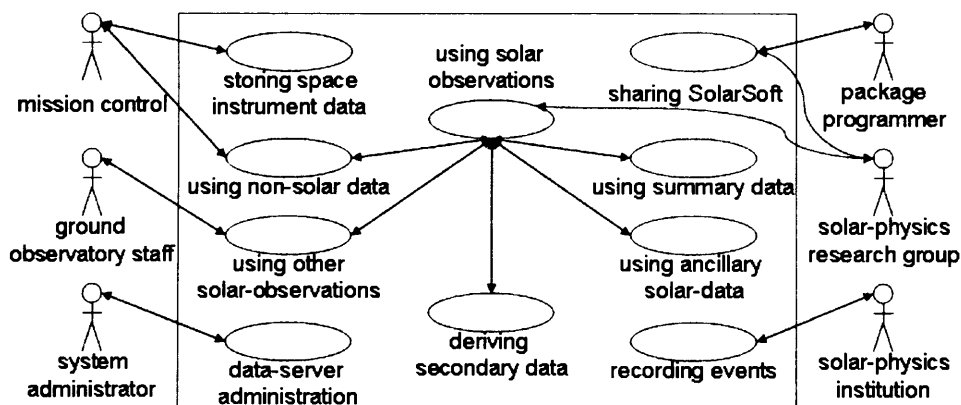 mission control
storing space
instrument data
using solar
observations
sharing SolarSoft
package
programmer
ground
observatory staff
using non-solar data
using summary data
solar-physics
research group
using other
solar-observations
using ancillary
solar-data
system
administrator
data-server
administration
deriving
secondary data
recording events
solar-physics
institution